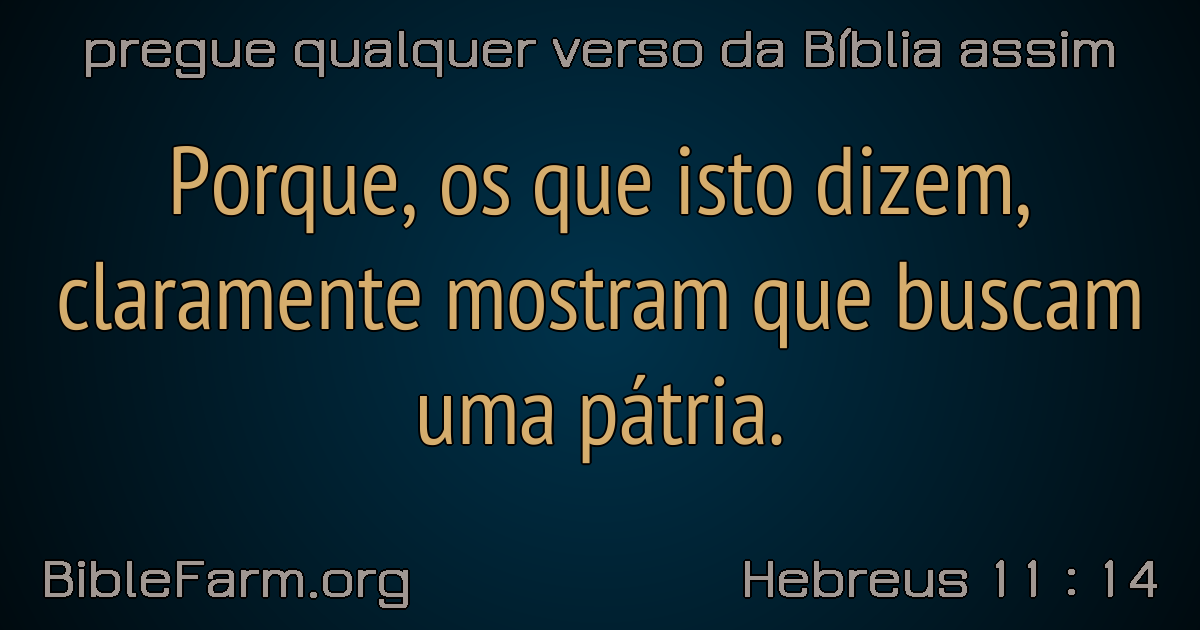 pregue qualquer verso da Bíblia assim
Porque, os que isto dizem,
claramente mostram que buscam
uma pátria.
BibleFarm.org
Hebreus 11 : 14